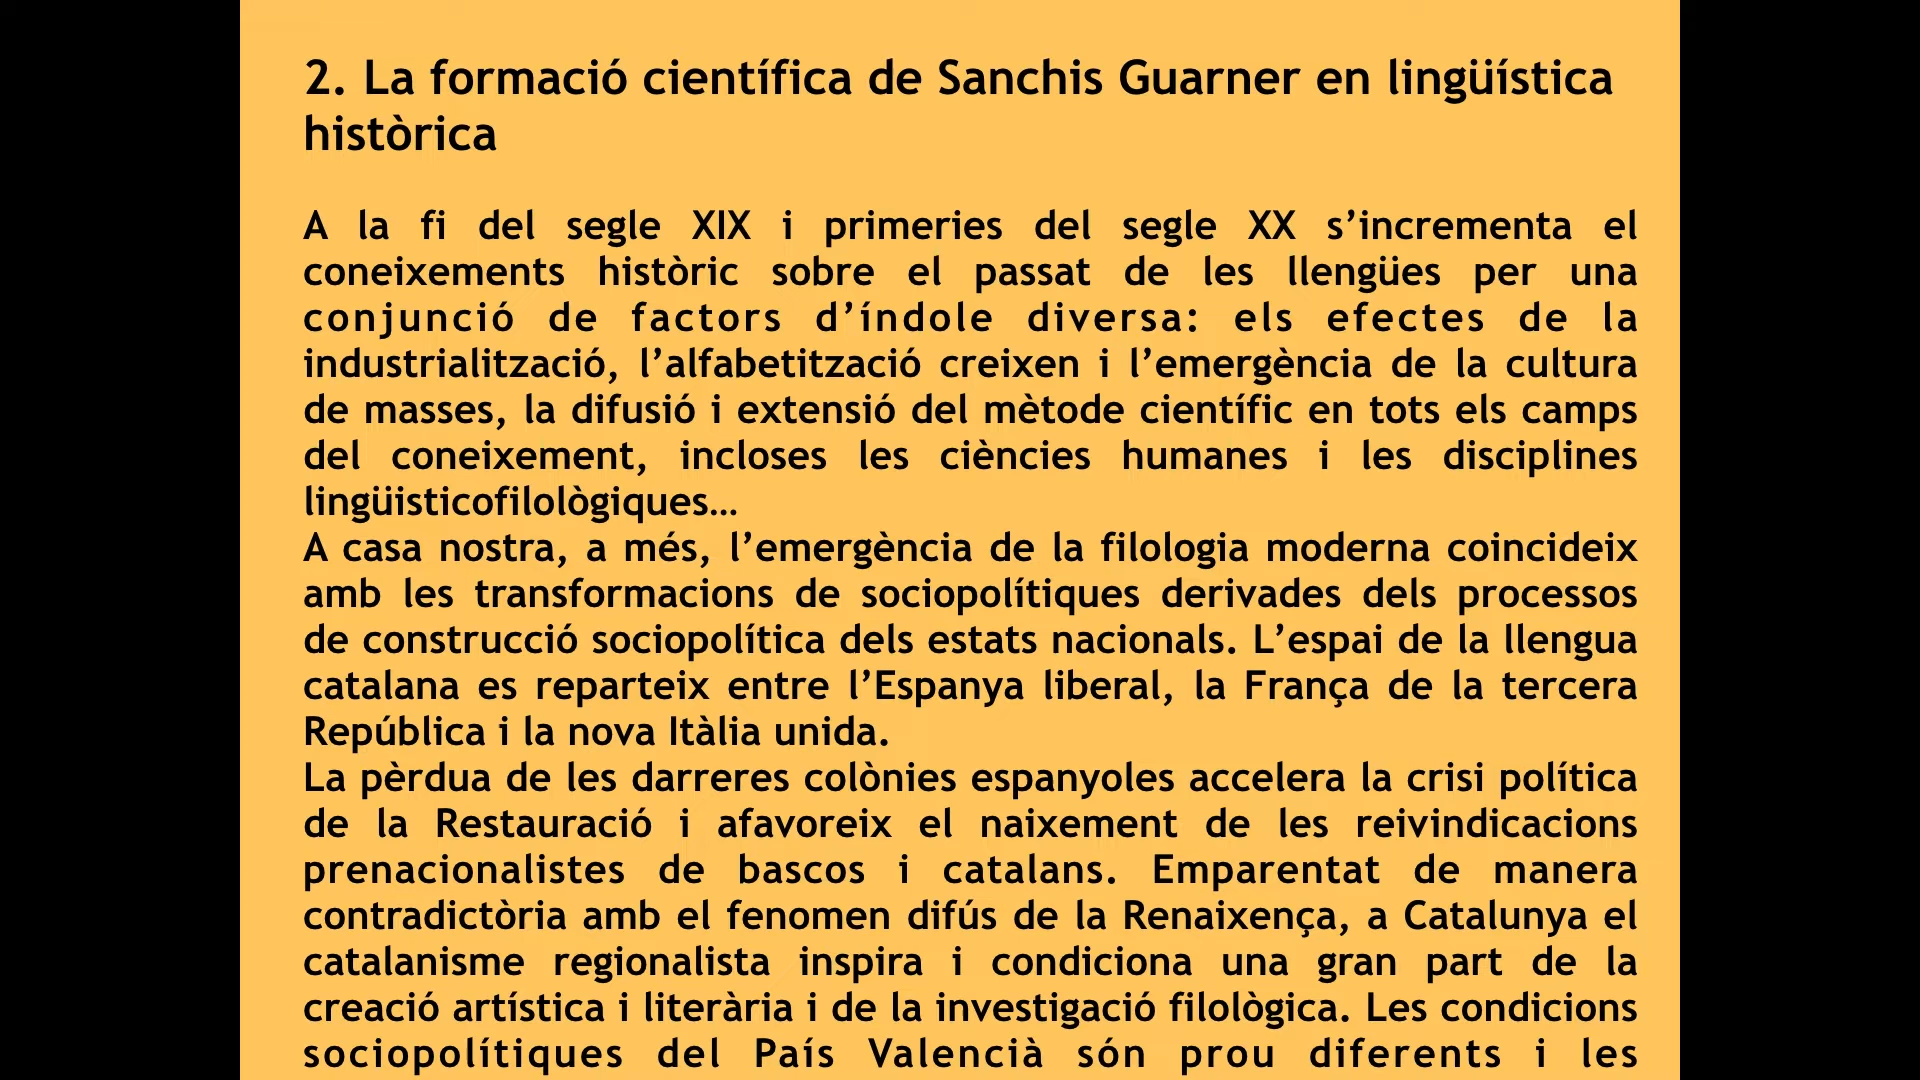 2. La formació científica de Sanchis Guarner en lingüística
històrica
A la fi del segle XIX i primeries del segle XX s’incrementa el
coneixements històric sobre el passat de les llengües per una
conjunció de factors d’índole diversa: els efectes de la
industrialització, l’alfabetització creixen i l’emergència de la cultura
de masses, la difusió i extensió del mètode científic en tots els camps
del coneixement, incloses les ciències humanes i les disciplines
lingüisticofilològiques…
A casa nostra, a més, l’emergència de la filologia moderna coincideix
amb les transformacions de sociopolítiques derivades dels processos
de construcció sociopolítica dels estats nacionals. L’espai de la llengua
catalana es reparteix entre l’Espanya liberal, la França de la tercera
República i la nova Itàlia unida.
La pèrdua de les darreres colònies espanyoles accelera la crisi política
de la Restauració i afavoreix el naixement de les reivindicacions
prenacionalistes de bascos i catalans. Emparentat de manera
contradictòria amb el fenomen difús de la Renaixença, a Catalunya el
catalanisme regionalista inspira i condiciona una gran part de la
creació artística i literària i de la investigació filològica. Les condicions
sociopolítiques del País Valencià són prou diferents i les